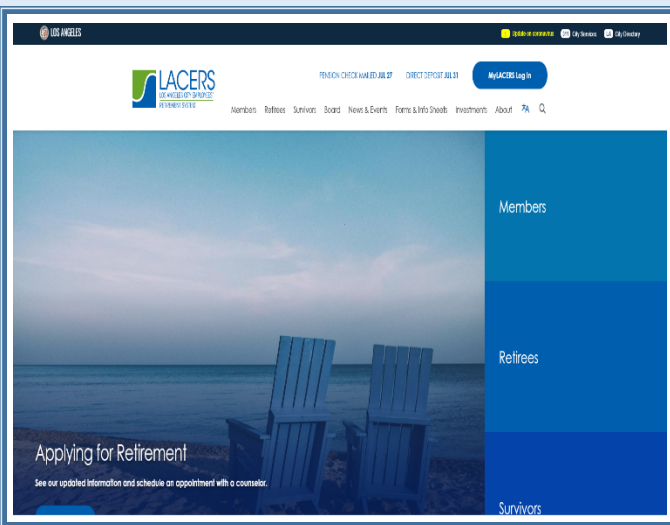 LOS ANGELES
Update on coronavirus
311 City Services
LA City Directory
PENSION CHECK MAILED JUL 27 DIRECT DEPOSIT JUL 31
MyLACERS Log In
LACERS
LOS ANGELES CITY EMPLOYEES'
RETIREMENT SYSTEM
Members Retirees Survivors Board News & Events Forms & Info Sheets Investments About
Members
Retirees
Applying for Retirement
See our updated information and schedule an appointment with a counselor.
Survivors